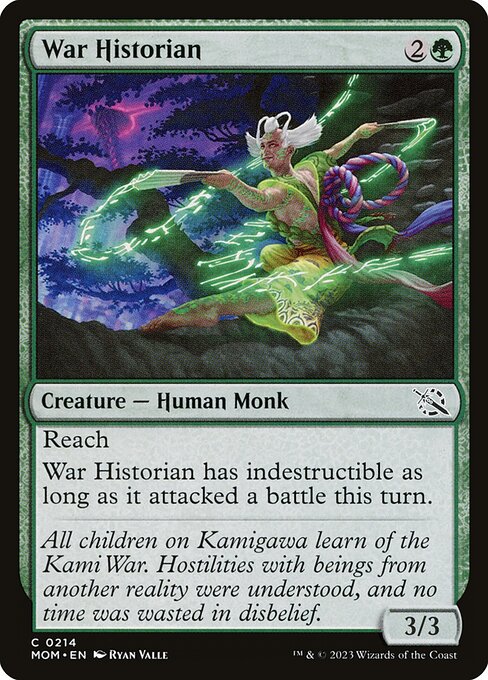 War Historian 2
Creature — Human Monk
Reach
War Historian has indestructible as
long as it attacked a battle this turn.
All children on Kamigawa learn of the
Kami War. Hostilities with beings from
another reality were understood, and no
time was wasted in disbelief.
3/3
C 0214
MOM • EN Ryan Valle
™ & © 2023 Wizards of the Coast